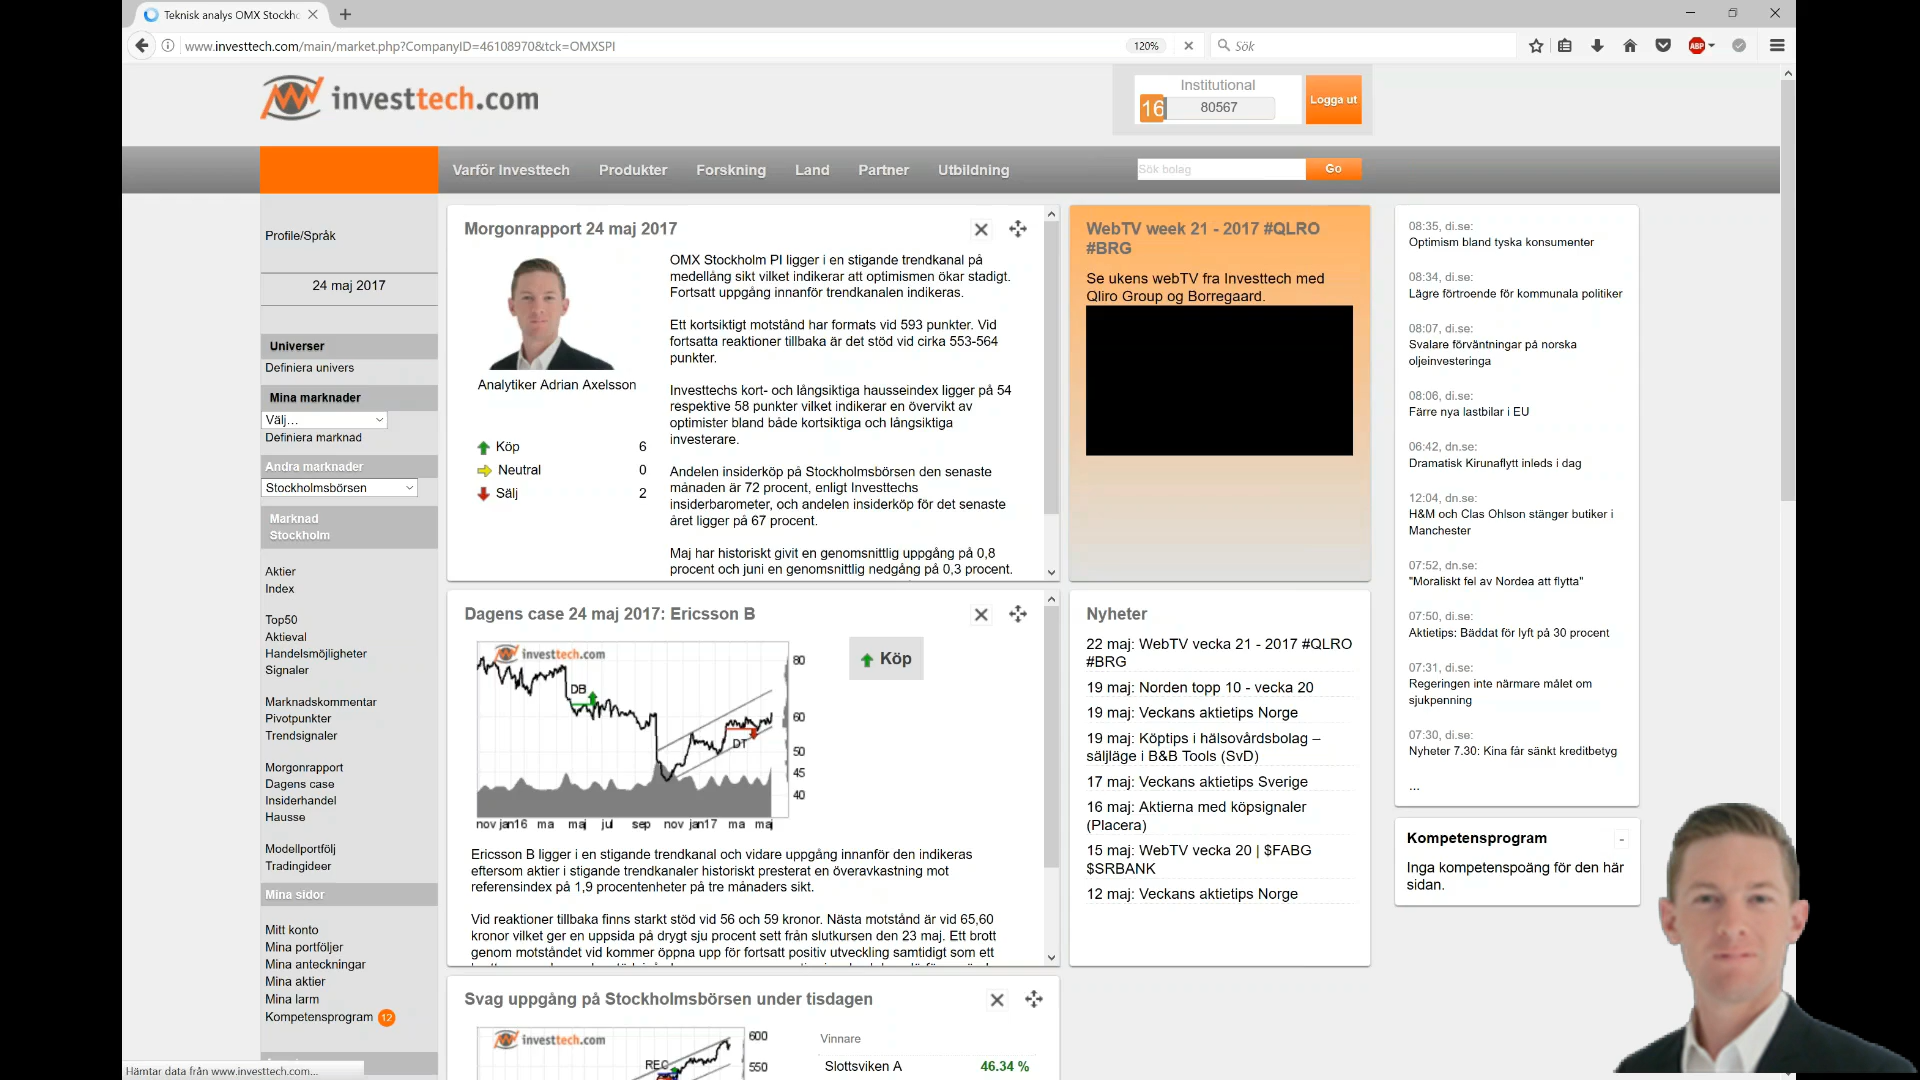 Teknisk analys OMX Stockho
www.investtech.com/main/market.php?CompanyID=46108970&tck=OMXSPI
120%
Sök
ABP
investtech.com
Institutional
16
80567
Logga ut
Varför Investtech
Produkter
Forskning
Land
Partner
Utbildning
Sök bolag
Go
Profile/Språk
24 maj 2017
Universer
Definiera univers
Mina marknader
Välj...
Definiera marknad
Andra marknader
Stockholmsbörsen
Marknad
Stockholm
Aktier
Index
Top50
Aktieval
Handelsmöjligheter
Signaler
Marknadskommentar
Pivotpunkter
Trendsignaler
Morgonrapport
Dagens case
Insiderhandel
Hausse
Modellportfölj
Tradingideer
Mina sidor
Mitt konto
Mina portföljer
Mina anteckningar
Mina aktier
Mina larm
Kompetensprogram 12
Hämtar data från www.investtech.com...
Morgonrapport 24 maj 2017
Analytiker Adrian Axelsson
Köp 6
Neutral 0
Sälj 2
OMX Stockholm PI ligger i en stigande trendkanal på
medellång sikt vilket indikerar att optimismen ökar stadigt.
Fortsatt uppgång innanför trendkanalen indikeras.
Ett kortsiktigt motstånd har formats vid 593 punkter. Vid
fortsatta reaktioner tillbaka är det stöd vid cirka 553-564
punkter.
Investtechs kort- och långsiktiga hausseindex ligger på 54
respektive 58 punkter vilket indikerar en övervikt av
optimister bland både kortsiktiga och långsiktiga
investerare.
Andelen insiderköp på Stockholmsbörsen den senaste
månaden är 72 procent, enligt Investtechs
insiderbarometer, och andelen insiderköp för det senaste
året ligger på 67 procent.
Maj har historiskt givit en genomsnittlig uppgång på 0,8
procent och juni en genomsnittlig nedgång på 0,3 procent.
Dagens case 24 maj 2017: Ericsson B
investtech.com
DB
DT
80
60
50
45
40
nov jan16 ma maj jul sep nov jan17 ma maj
Köp
Ericsson B ligger i en stigande trendkanal och vidare uppgång innanför den indikeras
eftersom aktier i stigande trendkanaler historiskt presterat en överavkastning mot
referensindex på 1,9 procentenheter på tre månaders sikt.
Vid reaktioner tillbaka finns starkt stöd vid 56 och 59 kronor. Nästa motstånd är vid 65,60
kronor vilket ger en uppsida på drygt sju procent sett från slutkursen den 23 maj. Ett brott
genom motståndet vid kommer öppna upp för fortsatt positiv utveckling samtidigt som ett
Svag uppgång på Stockholmsbörsen under tisdagen
investtech.com
REC
600
550
Vinnare
Slottsviken A 46.34 %
WebTV week 21 - 2017 #QLRO
#BRG
Se ukens webTV fra Investtech med
Qliro Group og Borregaard.
Nyheter
22 maj: WebTV vecka 21 - 2017 #QLRO
#BRG
19 maj: Norden topp 10 - vecka 20
19 maj: Veckans aktietips Norge
19 maj: Köptips i hälsovårdsbolag –
säljläge i B&B Tools (SvD)
17 maj: Veckans aktietips Sverige
16 maj: Aktierna med köpsignaler
(Placera)
15 maj: WebTV vecka 20 | $FABG
$SRBANK
12 maj: Veckans aktietips Norge
08:35, di.se:
Optimism bland tyska konsumenter
08:34, di.se:
Lägre förtroende för kommunala politiker
08:07, di.se:
Svalare förväntningar på norska
oljeinvesteringa
08:06, di.se:
Färre nya lastbilar i EU
06:42, dn.se:
Dramatisk Kirunaflytt inleds i dag
12:04, dn.se:
H&M och Clas Ohlson stänger butiker i
Manchester
07:52, dn.se:
"Moraliskt fel av Nordea att flytta"
07:50, di.se:
Aktietips: Bäddat för lyft på 30 procent
07:31, di.se:
Regeringen inte närmare målet om
sjukpenning
07:30, di.se:
Nyheter 7.30: Kina får sänkt kreditbetyg
...
Kompetensprogram -
Inga kompetenspoäng för den här
sidan.